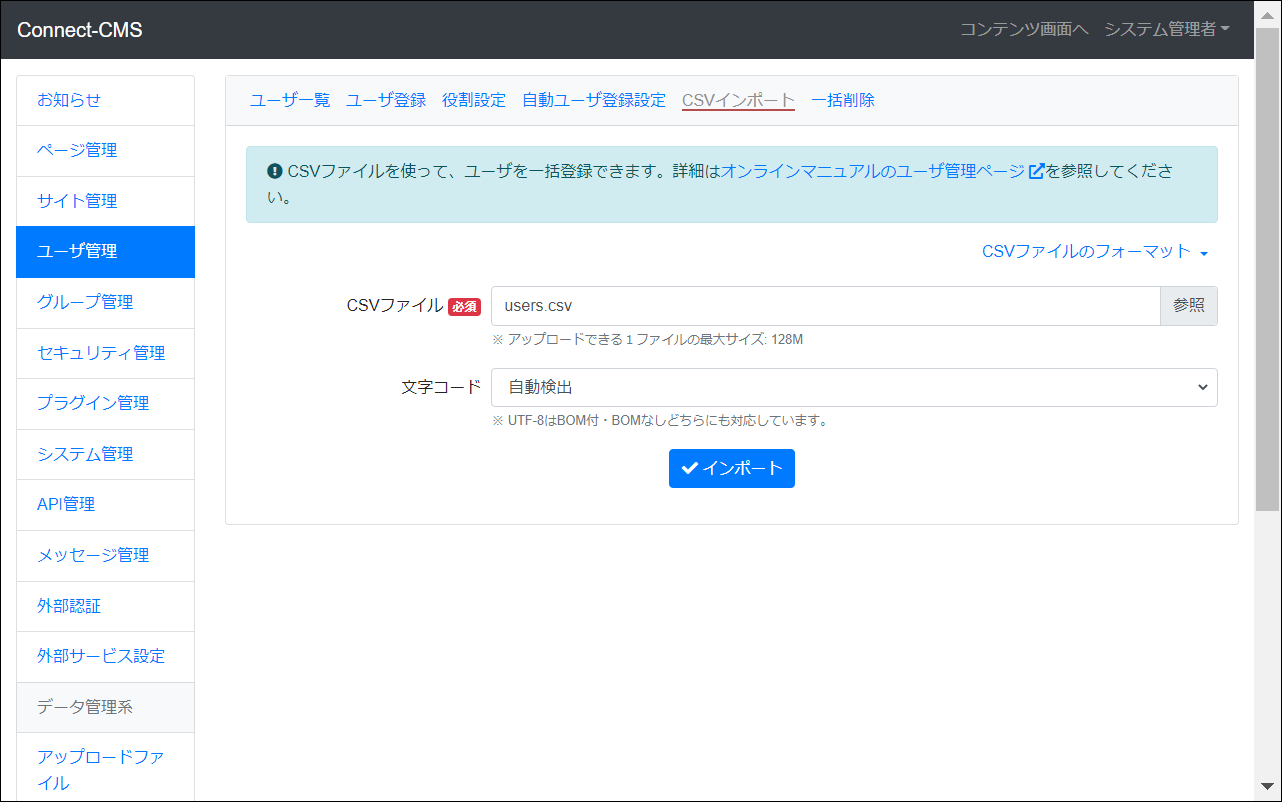 Connect-CMS
コンテンツ画面へ システム管理者
お知らせ
ページ管理
サイト管理
ユーザ管理
グループ管理
セキュリティ管理
プラグイン管理
システム管理
API管理
メッセージ管理
外部認証
外部サービス設定
データ管理系
アップロードファ
イル
ユーザ一覧 ユーザ登録 役割設定 自動ユーザ登録設定 CSVインポート 一括削除
CSVファイルを使って、ユーザを一括登録できます。詳細はオンラインマニュアルのユーザ管理ページを参照してくださ
い。
CSVファイルのフォーマット
CSVファイル 必須 users.csv 参照
※ アップロードできる１ファイルの最大サイズ: 128M
文字コード 自動検出
※ UTF-8はBOM付・BOMなしどちらにも対応しています。
インポート